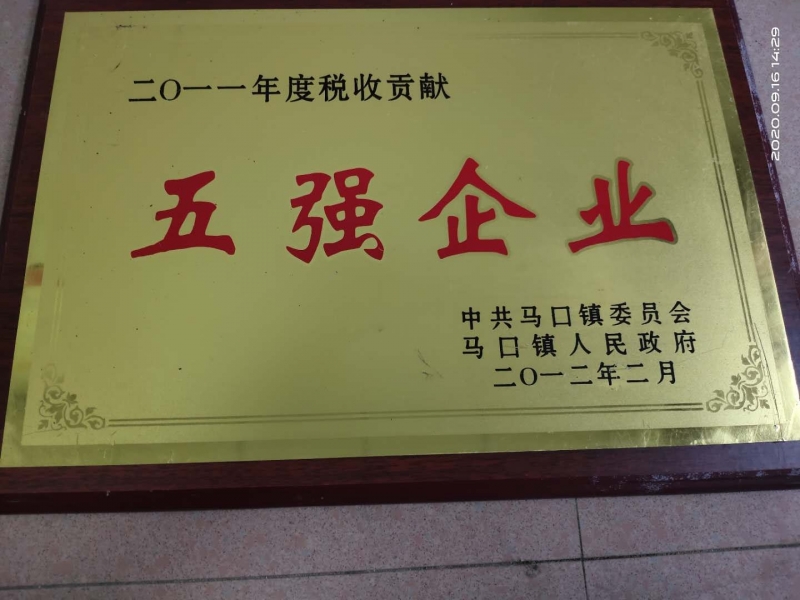 二〇一一年度税收贡献
五强企业
中共马口镇委员会
马口镇人民政府
二〇一二年二月
2020.09.16 14:29